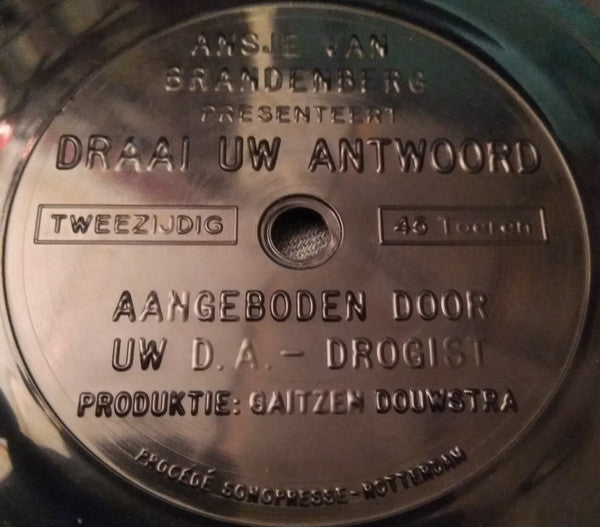 ANSJE VAN
BRANDENBERG
PRESENTEERT
DRAAI UW ANTWOORD
TWEEZIJDIG
45 Toeren
AANGEBODEN DOOR
UW D.A. - DROGIST
PRODUKTIE: GAITZEN DOUWSTRA
PROCÉDÉ SONOPRESSE - ROTTERDAM